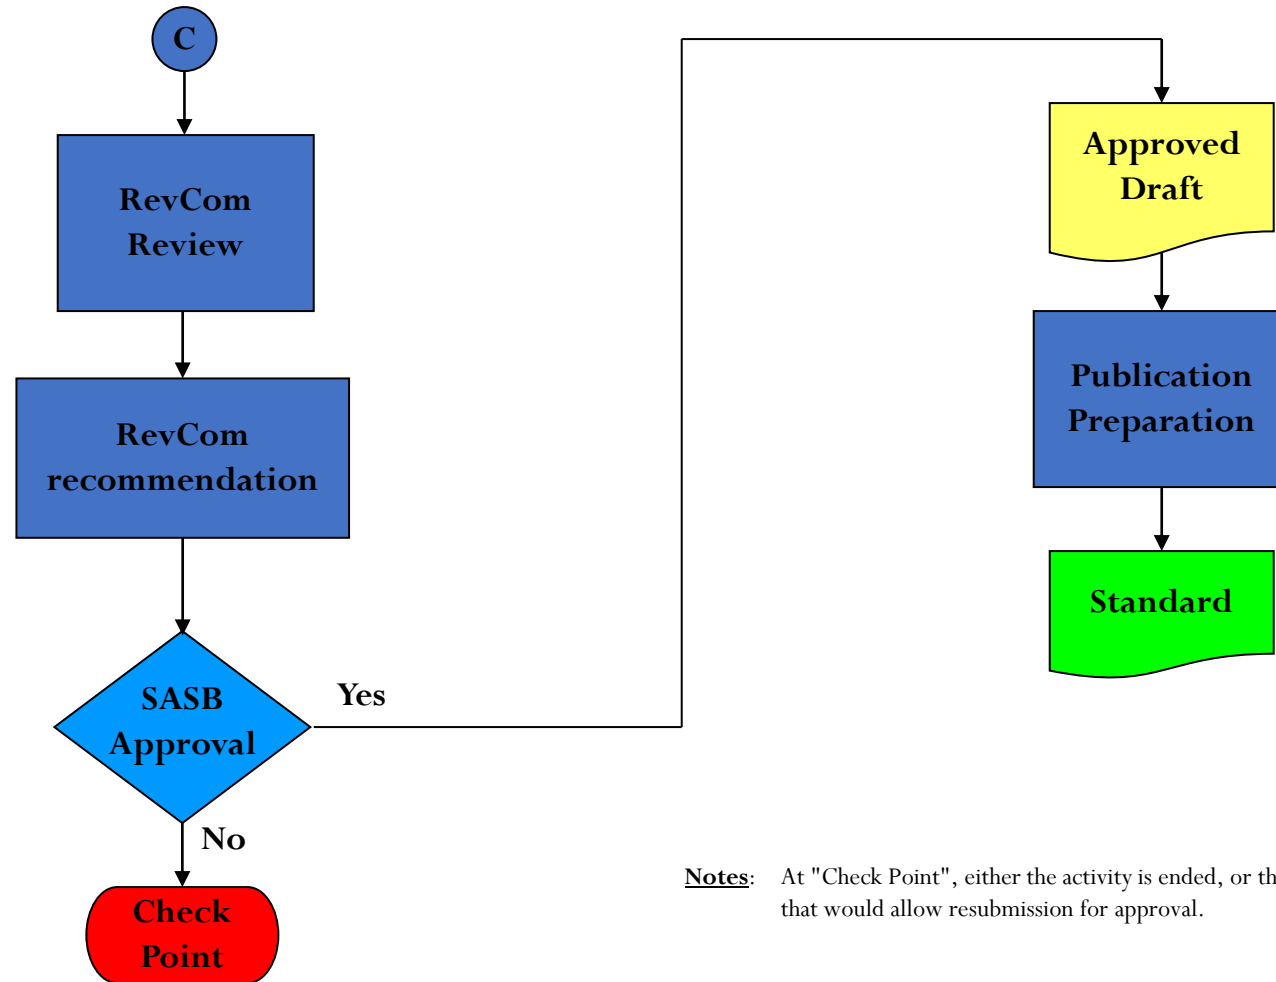 C
RevCom
Review
RevCom
recommendation
SASB
Approval
Yes
No
Check
Point
Approved
Draft
Publication
Preparation
Standard
Notes: At "Check Point", either the activity is ended, or
that would allow resubmission for approval.